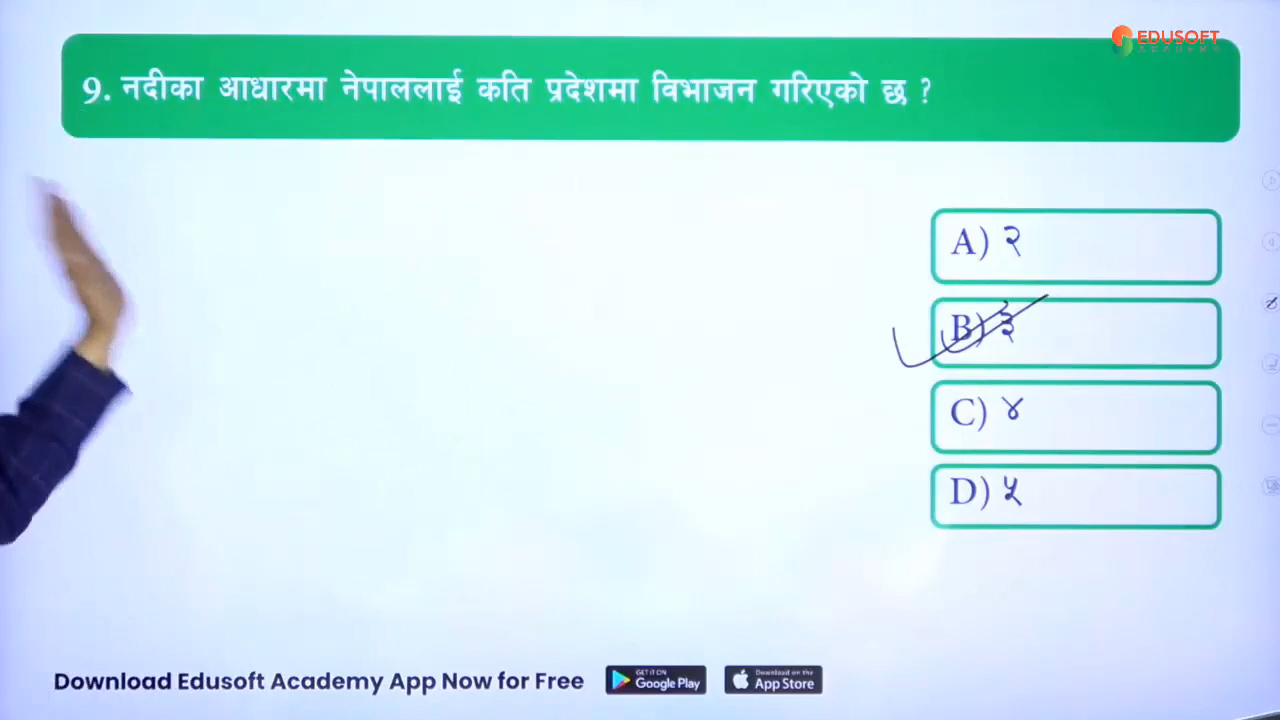 EDUSOFT
ACADEMY
9. नदीका आधारमा नेपाललाई कति प्रदेशमा विभाजन गरिएको छ ?
A) २
B) ३
C) ४
D) ५
Download Edusoft Academy App Now for Free
GET IT ON
Google Play
Download on the
App Store